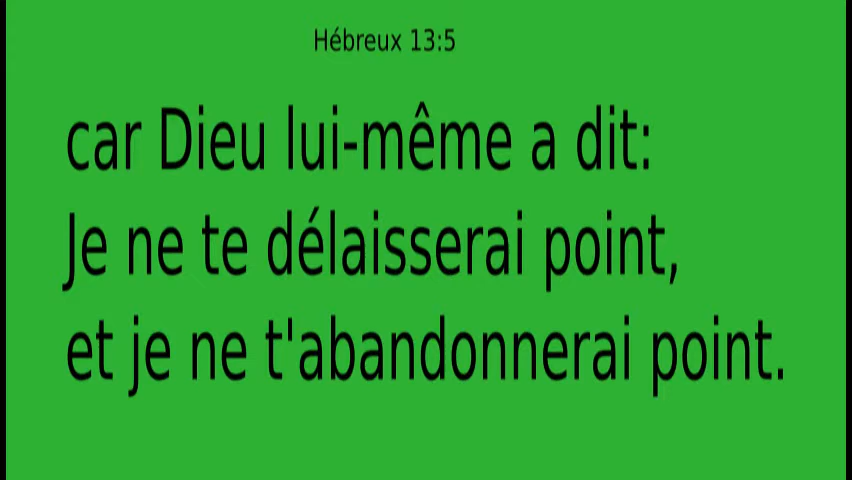 Hébreux 13:5
car Dieu lui-même a dit:
Je ne te délaisserai point,
et je ne t'abandonnerai point.